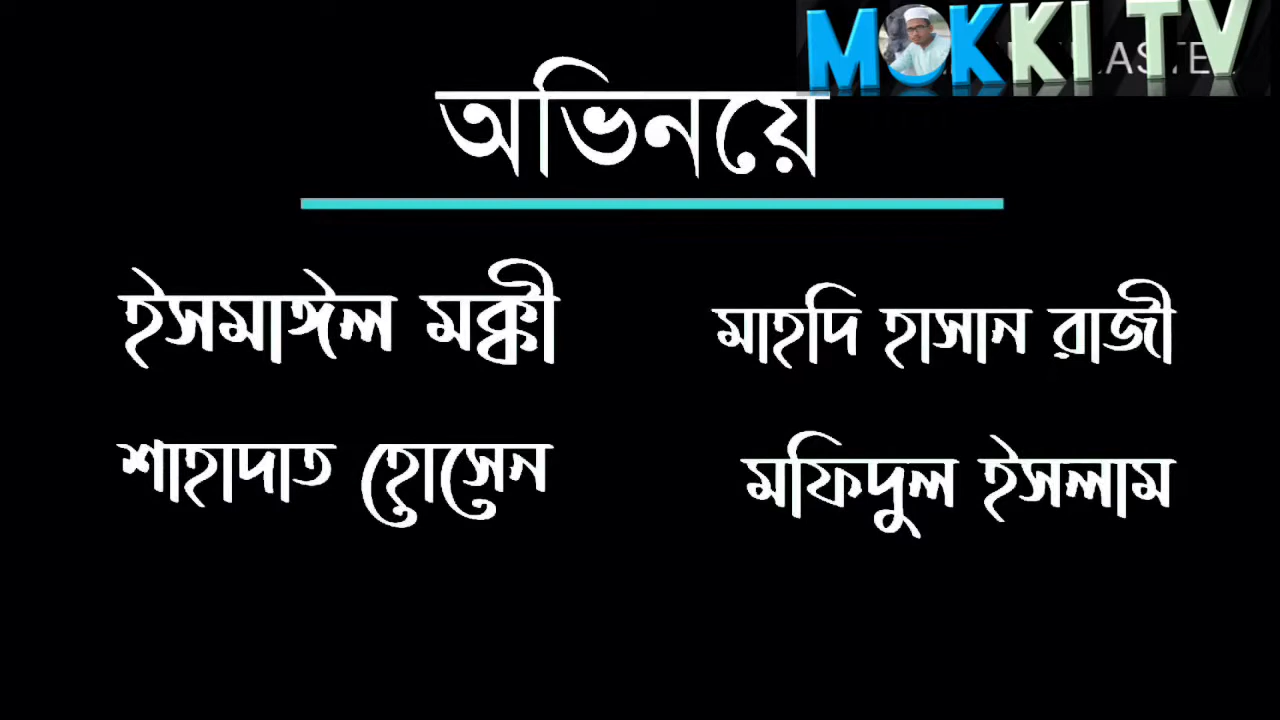 MOKKI TV
অভিনয়ে
ইসমাঈল মক্কী
মাহদি হাসান রাজী
শাহাদাত হোসেন
মফিদুল ইসলাম